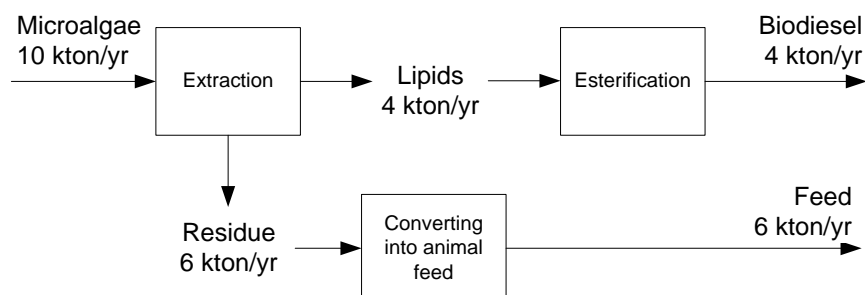 Microalgae
10 kton/yr
Extraction
Lipids
4 kton/yr
Esterification
Biodiesel
4 kton/yr
Residue
6 kton/yr
Converting
into animal
feed
Feed
6 kton/yr